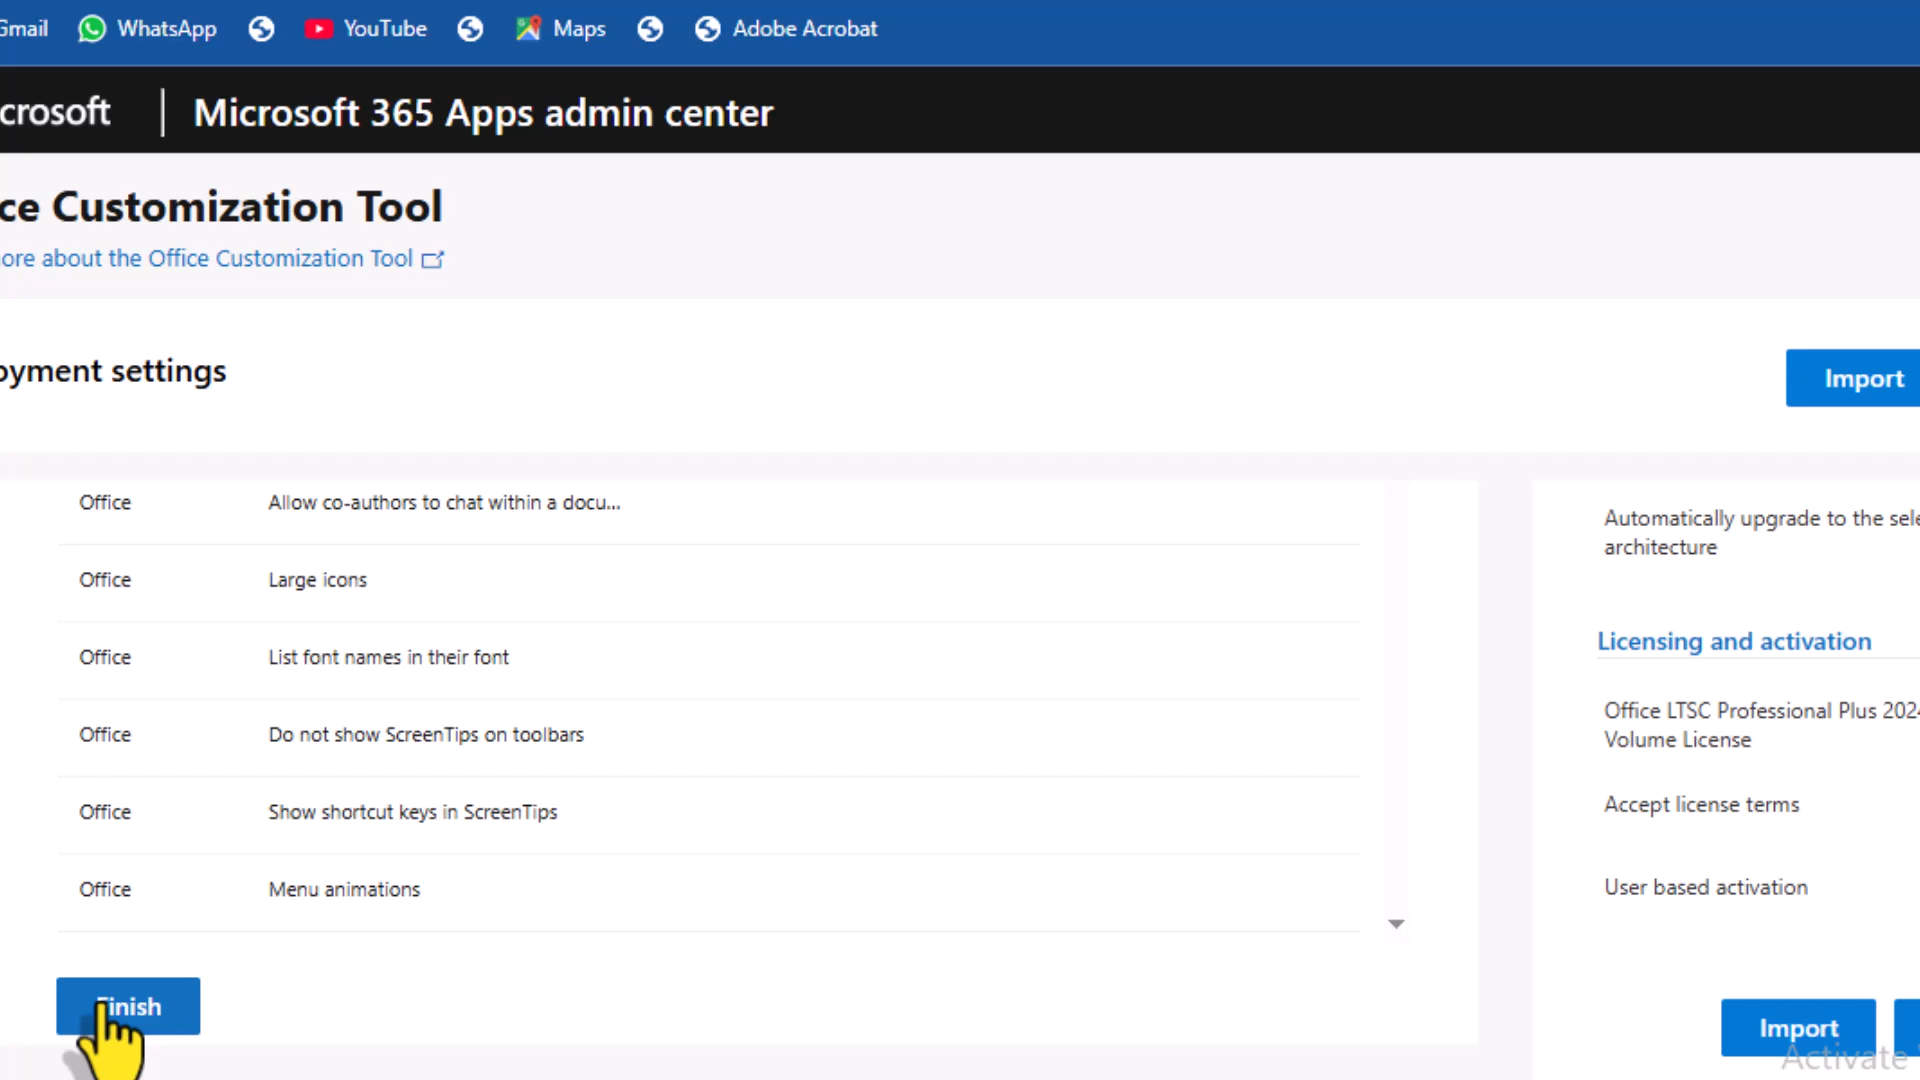 Gmail WhatsApp YouTube Maps Adobe Acrobat
crosoft Microsoft 365 Apps admin center
ce Customization Tool
ore about the Office Customization Tool
oyment settings
Import
Office Allow co-authors to chat within a docu...
Office Large icons
Office List font names in their font
Office Do not show ScreenTips on toolbars
Office Show shortcut keys in ScreenTips
Office Menu animations
Finish
Automatically upgrade to the sele
architecture
Licensing and activation
Office LTSC Professional Plus 2024
Volume License
Accept license terms
User based activation
Import
Activate